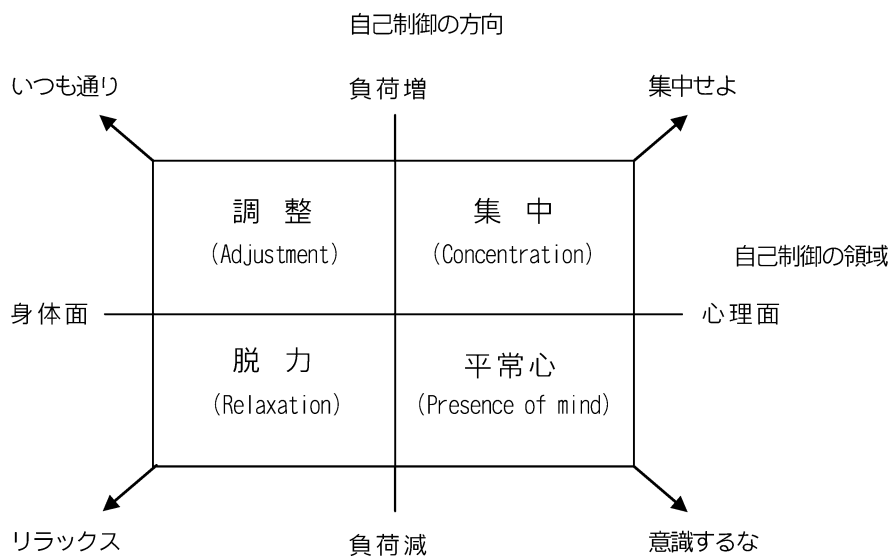 自己制御の方向
いつも通り
負荷増
集中せよ
調整
(Adjustment)
集中
(Concentration)
自己制御の領域
身体面
心理面
脱力
(Relaxation)
平常心
(Presence of mind)
リラックス
負荷減
意識するな